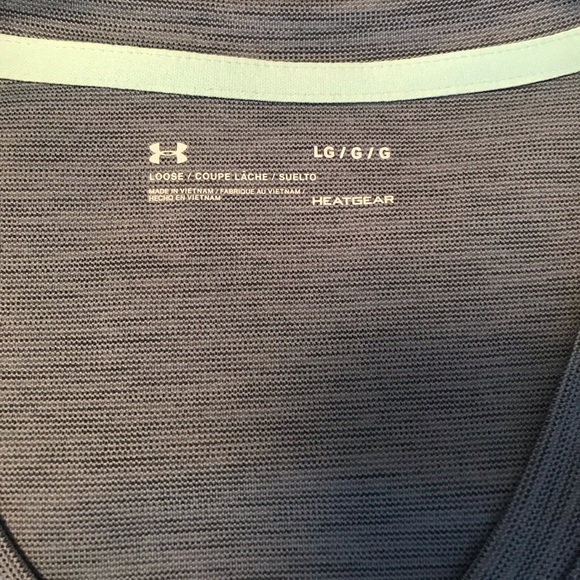 LG / G / G
LOOSE / COUPE LÂCHE / SUELTO
MADE IN VIETNAM / FABRIQUÉ AU VIETNAM /
HECHO EN VIETNAM
HEATGEAR